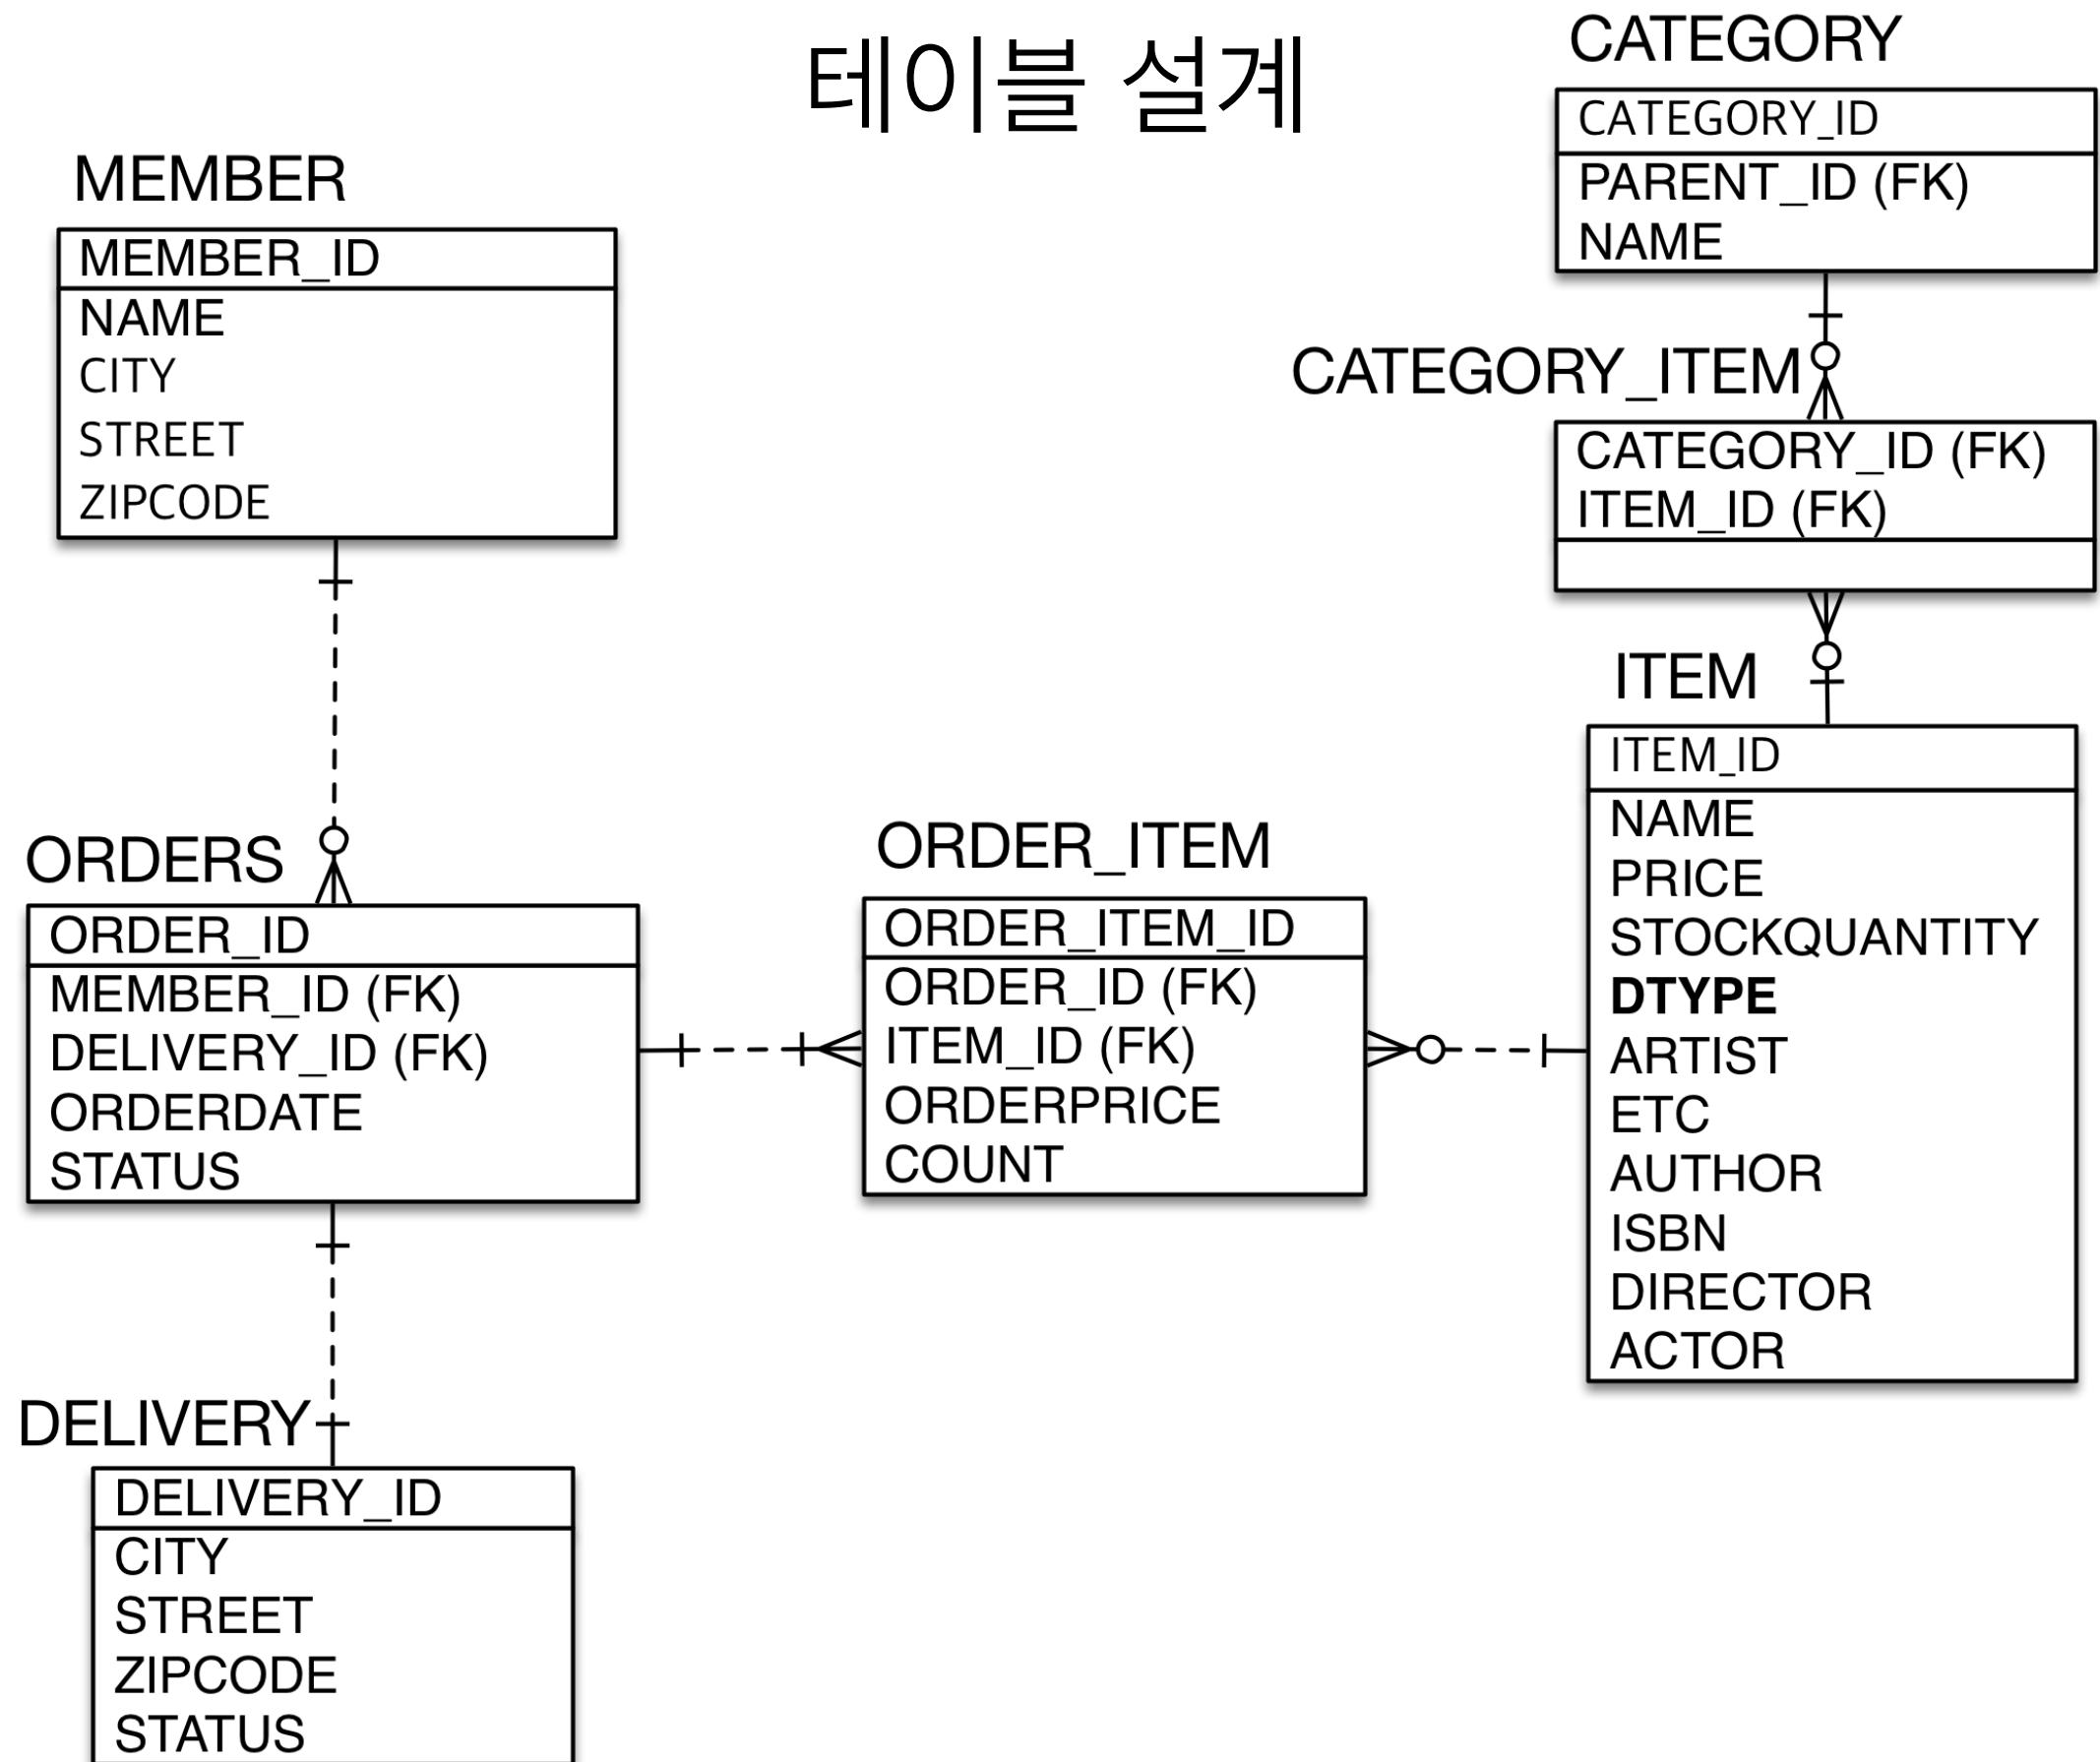 테이블 설계
MEMBER
MEMBER_ID
NAME
CITY
STREET
ZIPCODE
ORDERS
ORDER_ID
MEMBER_ID (FK)
DELIVERY_ID (FK)
ORDERDATE
STATUS
DELIVERY
DELIVERY_ID
CITY
STREET
ZIPCODE
STATUS
ORDER_ITEM
ORDER_ITEM_ID
ORDER_ID (FK)
ITEM_ID (FK)
ORDERPRICE
COUNT
CATEGORY
CATEGORY_ID
PARENT_ID (FK)
NAME
CATEGORY_ITEM
CATEGORY_ID (FK)
ITEM_ID (FK)
ITEM
ITEM_ID
NAME
PRICE
STOCKQUANTITY
DTYPE
ARTIST
ETC
AUTHOR
ISBN
DIRECTOR
ACTOR